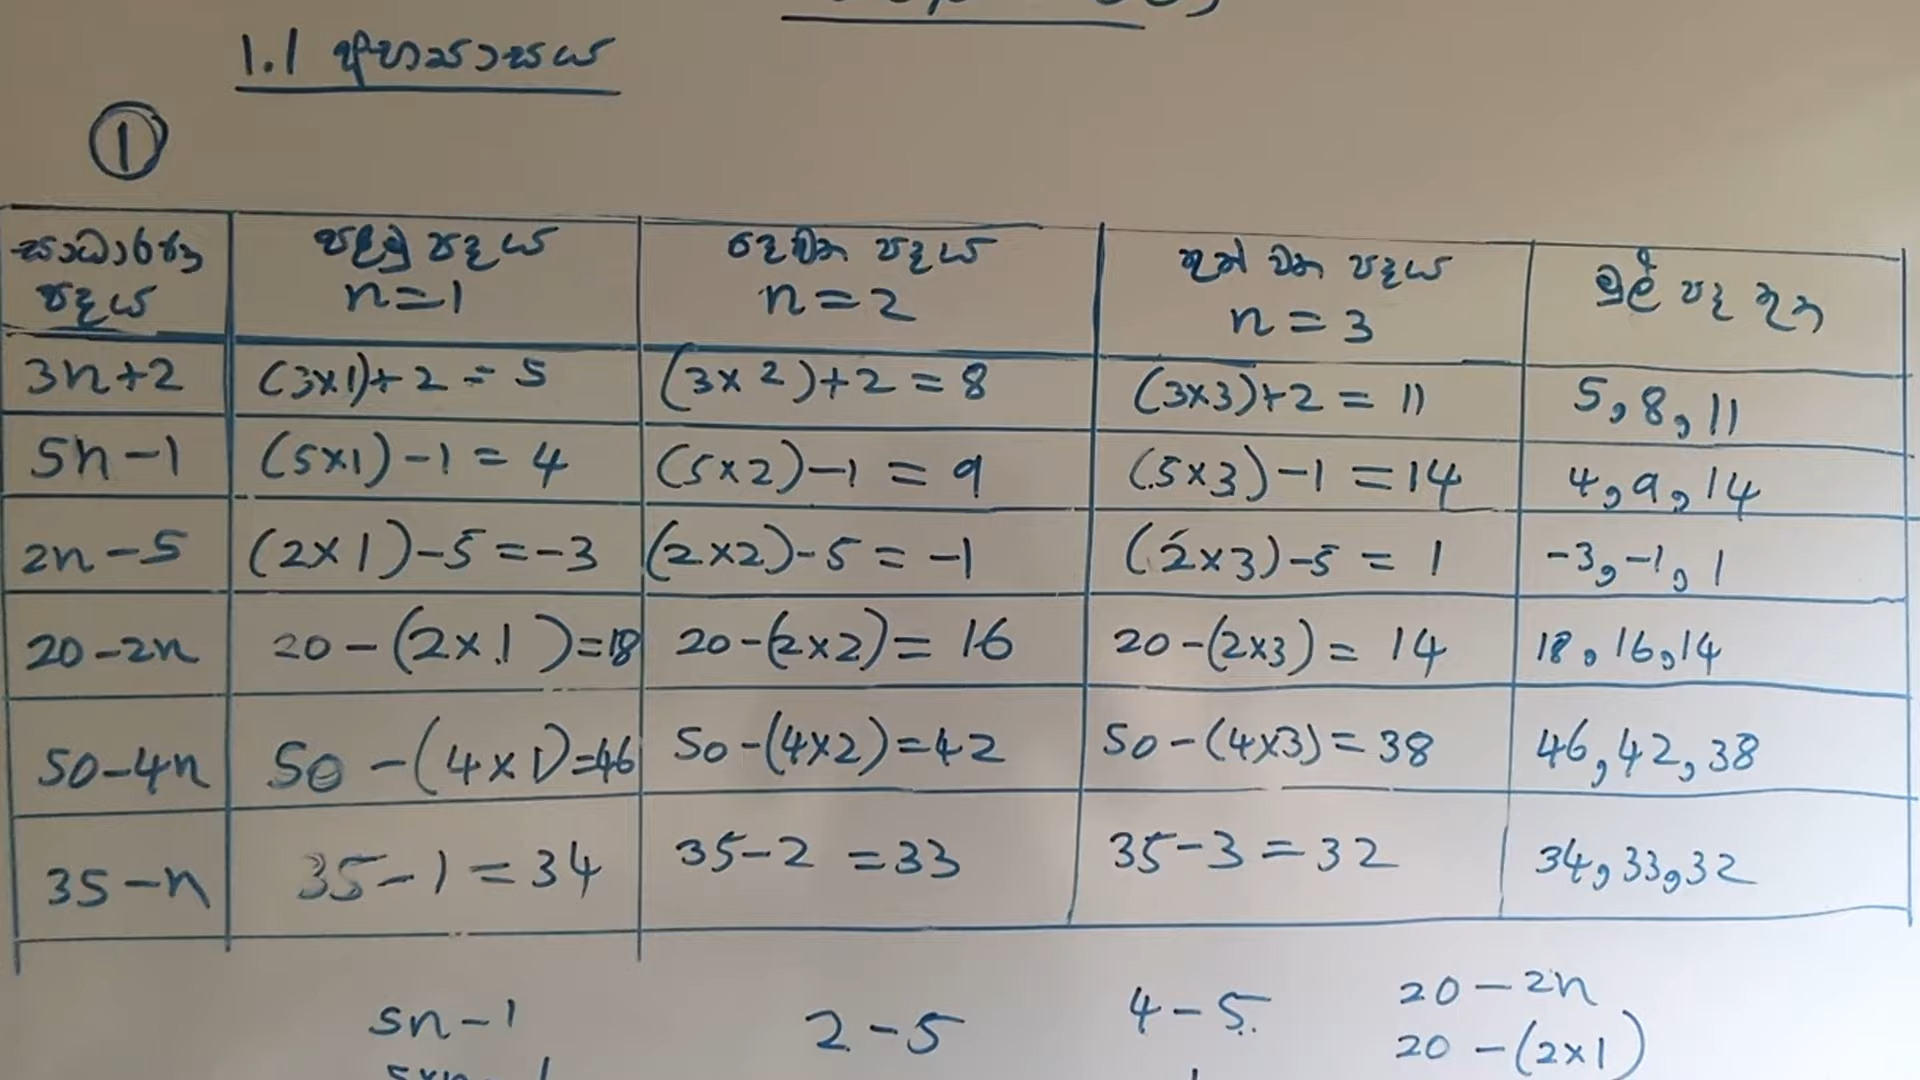 1.1 අභ්‍යාසය
1
සාධාරණ පදය
පළමු පදය n=1
දෙවන පදය n=2
තුන් වන පදය n=3
මුල් පද තුන
3n+2 (3×1)+2=5 (3×2)+2=8 (3×3)+2=11 5,8,11
5n-1 (5×1)-1=4 (5×2)-1=9 (5×3)-1=14 4,9,14
2n-5 (2×1)-5=-3 (2×2)-5=-1 (2×3)-5=1 -3,-1,1
20-2n 20-(2×1)=18 20-(2×2)=16 20-(2×3)=14 18,16,14
50-4n 50-(4×1)=46 50-(4×2)=42 50-(4×3)=38 46,42,38
35-n 35-1=34 35-2=33 35-3=32 34,33,32
5n-1 2-5 4-5 20-2n
20-(2×1)